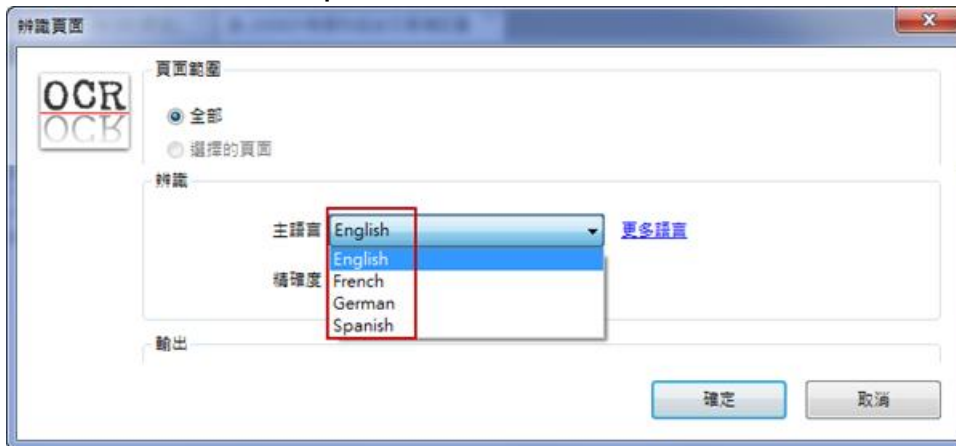 辨識頁面
OCR
頁面範圍
全部
選擇的頁面
辨識
主語言 English 更多語言
English
精確度 French
German
Spanish
輸出
確定 取消